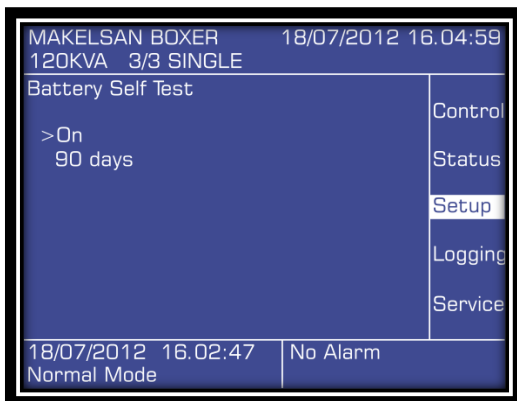 MAKELSAN BOXER 18/07/2012 16.04:59
120KVA 3/3 SINGLE
Battery Self Test
>On
90 days
Control
Status
Setup
Logging
Service
18/07/2012 16.02:47 No Alarm
Normal Mode